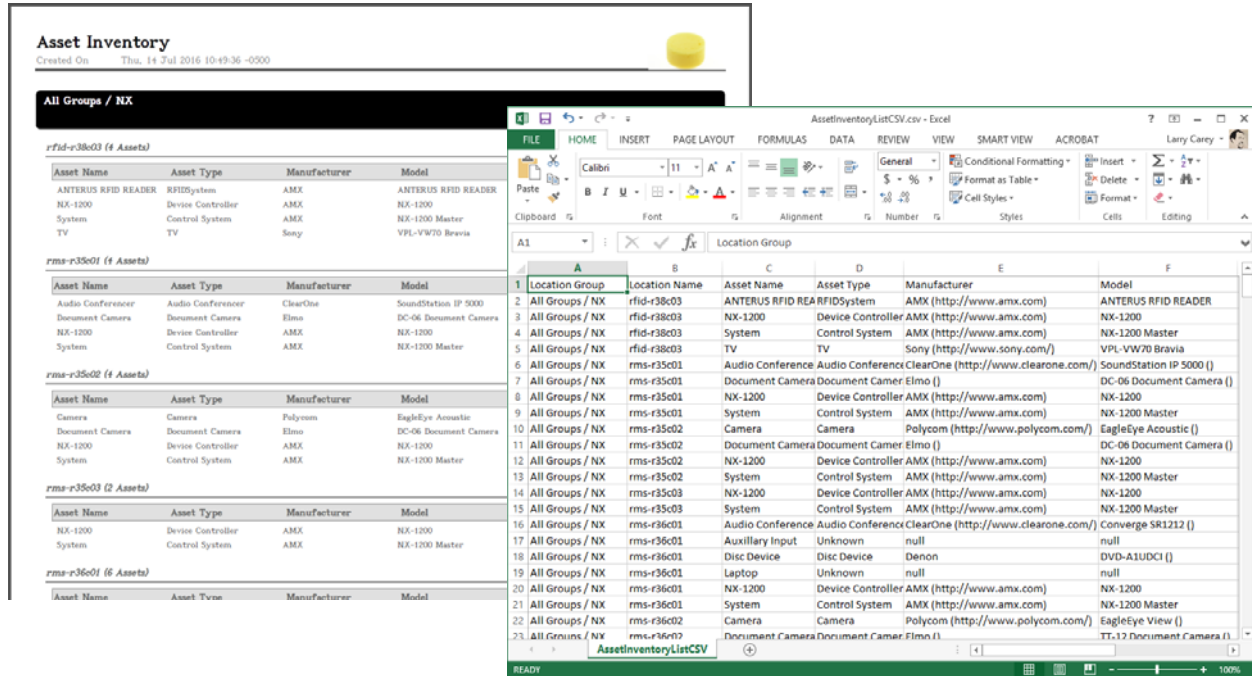 Asset Inventory
Created On Thu, 14 Jul 2016 10:49:36 -0500
All Groups / NX
rfid-r38c03 (4 Assets)
Asset Name Asset Type Manufacturer Model
ANTERUS RFID READER RFIDSystem AMX ANTERUS RFID READER
NX-1200 Device Controller AMX NX-1200
System Control System AMX NX-1200 Master
TV TV Sony VPL-VW70 Bravia
rms-r35c01 (4 Assets)
Asset Name Asset Type Manufacturer Model
Audio Conferencer Audio Conferencer ClearOne SoundStation IP 5000
Document Camera Document Camera Elmo DC-06 Document Camera
NX-1200 Device Controller AMX NX-1200
System Control System AMX NX-1200 Master
rms-r35c02 (4 Assets)
Asset Name Asset Type Manufacturer Model
Camera Camera Polycom EagleEye Acoustic
Document Camera Document Camera Elmo DC-06 Document Camera
NX-1200 Device Controller AMX NX-1200
System Control System AMX NX-1200 Master
rms-r35c03 (2 Assets)
Asset Name Asset Type Manufacturer Model
NX-1200 Device Controller AMX NX-1200
System Control System AMX NX-1200 Master
rms-r36c01 (6 Assets)
Asset Name Asset Type Manufacturer Model
AssetInventoryListCSV.csv - Excel
FILE HOME INSERT PAGE LAYOUT FORMULAS DATA REVIEW VIEW SMART VIEW ACROBAT Larry Carey
Calibri 11 General Conditional Formatting Insert
Paste B I U $ % Format as Table Delete
Cell Styles Format
Clipboard Font Alignment Number Styles Cells Editing
A1 fx Location Group
A B C D E F
1 Location Group Location Name Asset Name Asset Type Manufacturer Model
2 All Groups / NX rfid-r38c03 ANTERUS RFID REA RFIDSystem AMX (http://www.amx.com) ANTERUS RFID READER
3 All Groups / NX rfid-r38c03 NX-1200 Device Controller AMX (http://www.amx.com) NX-1200
4 All Groups / NX rfid-r38c03 System Control System AMX (http://www.amx.com) NX-1200 Master
5 All Groups / NX rfid-r38c03 TV TV Sony (http://www.sony.com/) VPL-VW70 Bravia
6 All Groups / NX rms-r35c01 Audio Conference Audio Conference ClearOne (http://www.clearone.com/) SoundStation IP 5000 ()
7 All Groups / NX rms-r35c01 Document Camera Document Camer Elmo () DC-06 Document Camera ()
8 All Groups / NX rms-r35c01 NX-1200 Device Controller AMX (http://www.amx.com) NX-1200
9 All Groups / NX rms-r35c01 System Control System AMX (http://www.amx.com) NX-1200 Master
10 All Groups / NX rms-r35c02 Camera Camera Polycom (http://www.polycom.com/) EagleEye Acoustic ()
11 All Groups / NX rms-r35c02 Document Camera Document Camer Elmo () DC-06 Document Camera ()
12 All Groups / NX rms-r35c02 NX-1200 Device Controller AMX (http://www.amx.com) NX-1200
13 All Groups / NX rms-r35c02 System Control System AMX (http://www.amx.com) NX-1200 Master
14 All Groups / NX rms-r35c03 NX-1200 Device Controller AMX (http://www.amx.com) NX-1200
15 All Groups / NX rms-r35c03 System Control System AMX (http://www.amx.com) NX-1200 Master
16 All Groups / NX rms-r36c01 Audio Conference Audio Conference ClearOne (http://www.clearone.com/) Converge SR1212 ()
17 All Groups / NX rms-r36c01 Auxillary Input Unknown null null
18 All Groups / NX rms-r36c01 Disc Device Disc Device Denon DVD-A1UDCI ()
19 All Groups / NX rms-r36c01 Laptop Unknown null null
20 All Groups / NX rms-r36c01 NX-1200 Device Controller AMX (http://www.amx.com) NX-1200
21 All Groups / NX rms-r36c01 System Control System AMX (http://www.amx.com) NX-1200 Master
22 All Groups / NX rms-r36c02 Camera Camera Polycom (http://www.polycom.com/) EagleEye View ()
23 All Groups / NX rms-r36c02 Document Camera Document Camer Elmo () TT-12 Document Camera ()
AssetInventoryListCSV
READY 100%